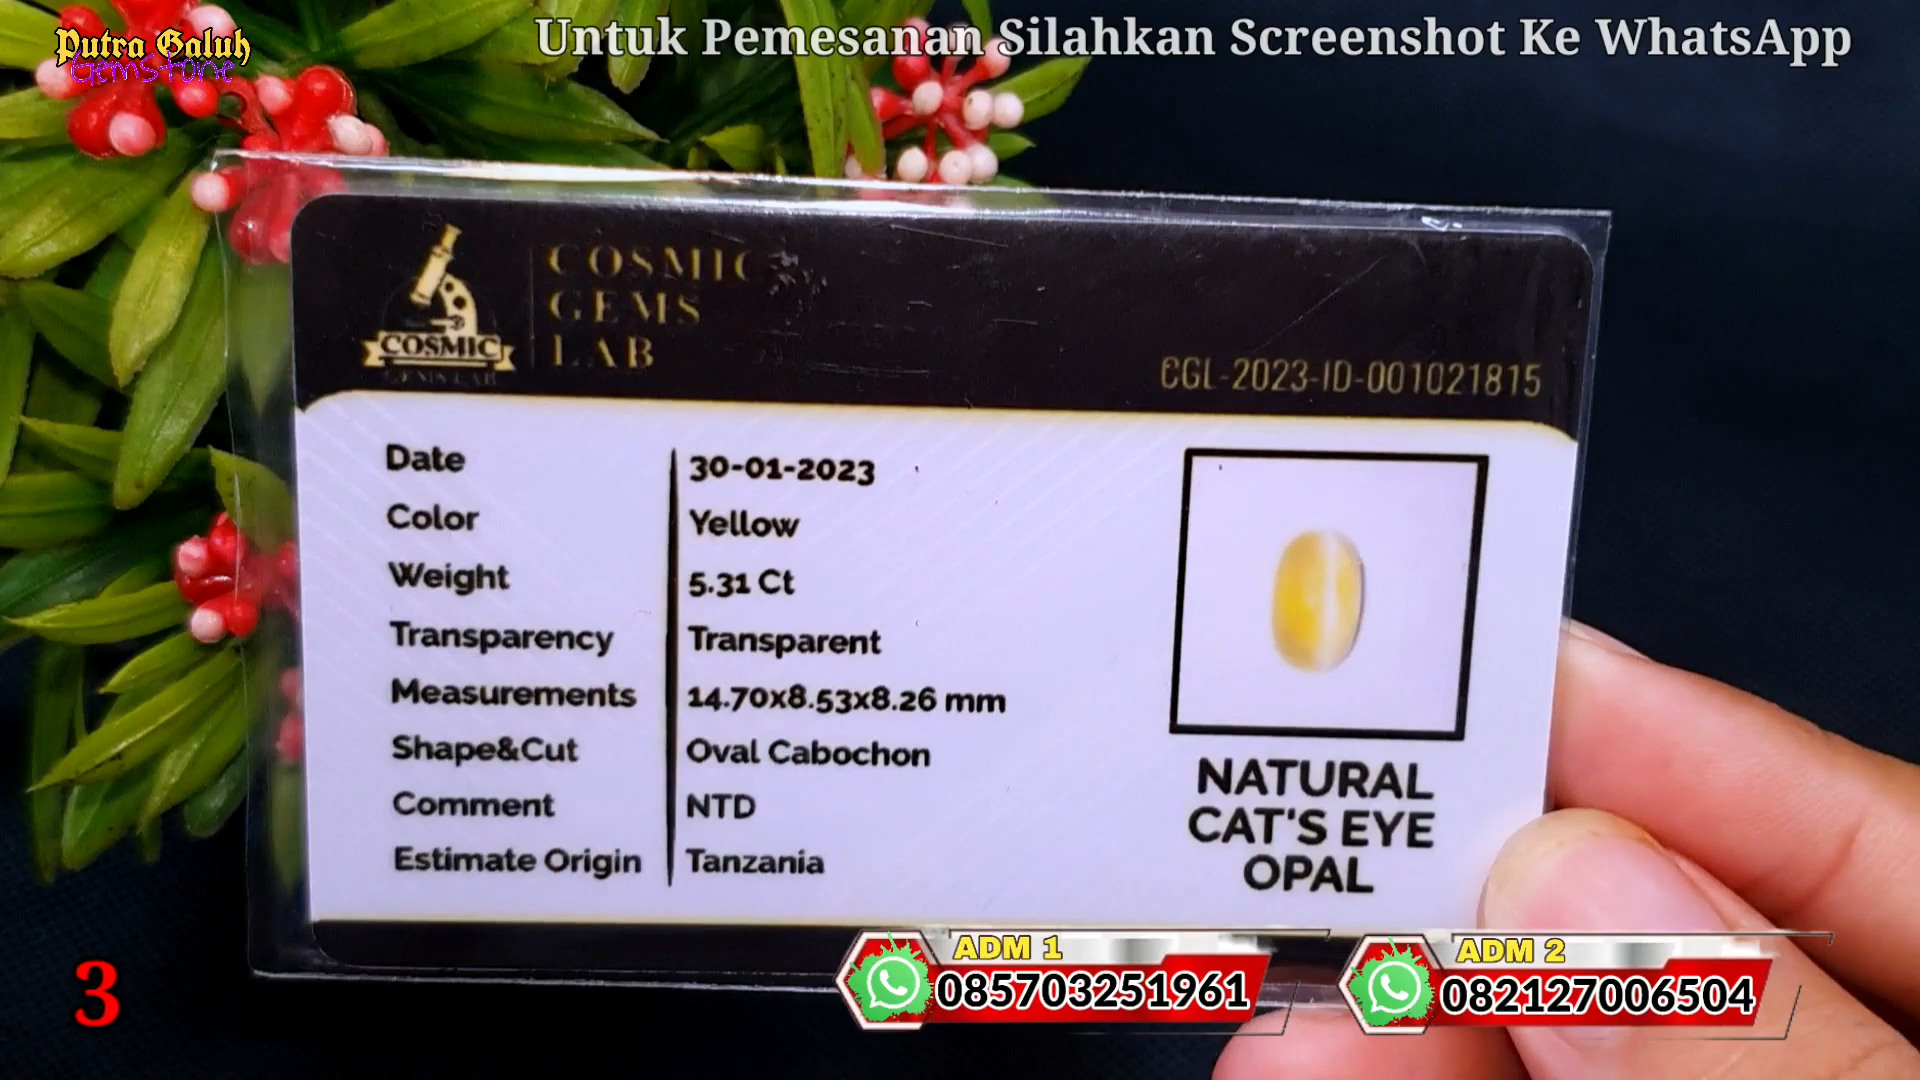 Putra Galuh
GemStone
Untuk Pemesanan Silahkan Screenshot Ke WhatsApp
COSMIC
GEMS LAB
COSMIC
GEMS
LAB
CGL-2023-ID-001021815
Date 30-01-2023
Color Yellow
Weight 5.31 Ct
Transparency Transparent
Measurements 14.70x8.53x8.26 mm
Shape&Cut Oval Cabochon
Comment NTD
Estimate Origin Tanzania
NATURAL
CAT'S EYE
OPAL
3
ADM 1
085703251961
ADM 2
082127006504